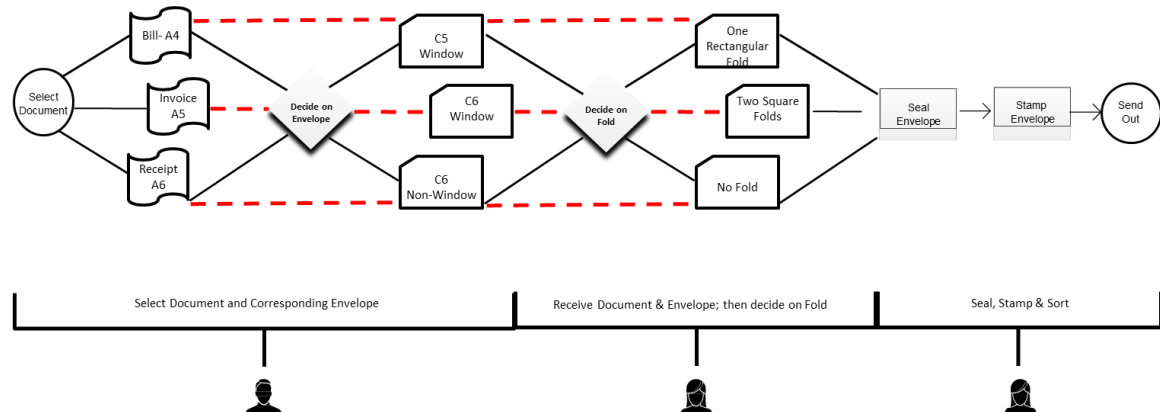 Select
Document
Bill- A4
Invoice
A5
Receipt
A6
Decide on
Envelope
C5
Window
C6
Window
C6
Non-Window
Decide on
Fold
One
Rectangular
Fold
Two Square
Folds
No Fold
Seal
Envelope
Stamp
Envelope
Send
Out
Select Document and Corresponding Envelope
Receive Document & Envelope; then decide on Fold
Seal, Stamp & Sort